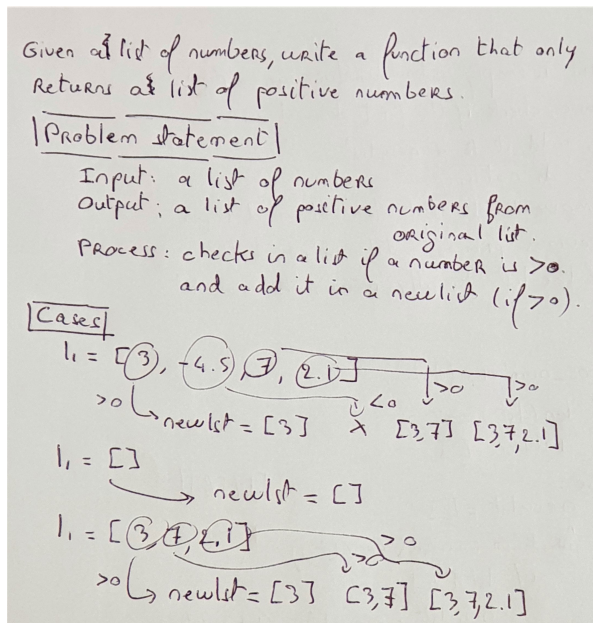 Given a list of numbers, write a function that only
Returns a list of positive numbers.
Problem statement
Input: a list of numbers
Output: a list of positive numbers from
original list.
Process: checks in a list if a number is >0.
and add it in a newlist (if >0).
Cases
l₁ = [3, -4.5, 7, 2.1]
>0 newlst = [3] <0 X >0 [3,7] >0 [3,7,2.1]
l₁ = []
newlst = []
l₁ = [3, 7, 2.1]
>0 newlst = [3] >0 [3,7] >0 [3,7,2.1]